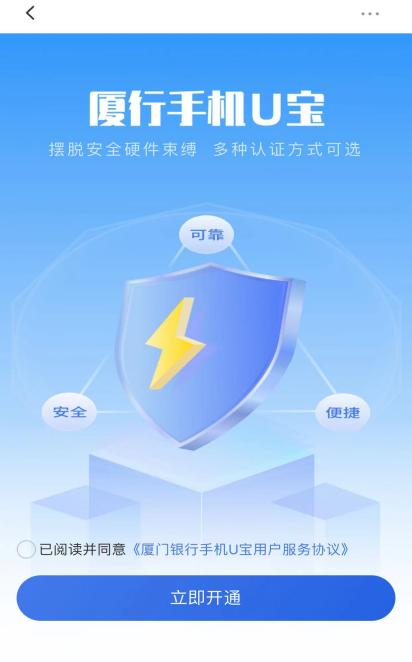 厦行手机U宝
摆脱安全硬件束缚 多种认证方式可选
可靠
安全
便捷
已阅读并同意《厦门银行手机U宝用户服务协议》
立即开通